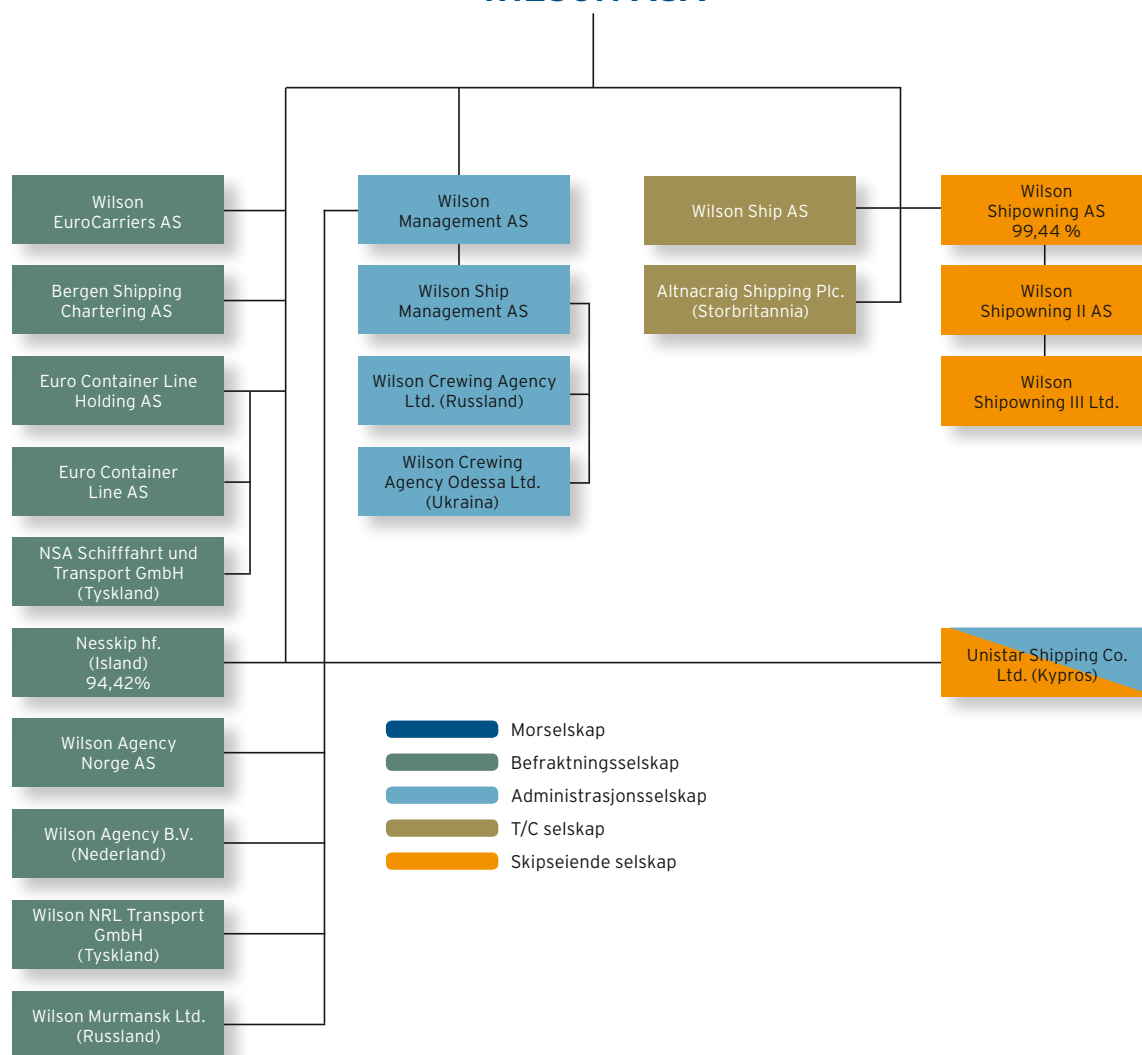 Wilson
EuroCarriers AS
Bergen Shipping
Chartering AS
Euro Container Line
Holding AS
Euro Container
Line AS
NSA Schifffahrt und
Transport GmbH
(Tyskland)
Nesskip hf.
(Island)
94,42%
Wilson Agency
Norge AS
Wilson Agency B.V.
(Nederland)
Wilson NRL Transport
GmbH
(Tyskland)
Wilson Murmansk Ltd.
(Russland)
Wilson
Management AS
Wilson Ship
Management AS
Wilson Crewing Agency
Ltd. (Russland)
Wilson Crewing
Agency Odessa Ltd.
(Ukraina)
Wilson Ship AS
Altnacraig Shipping Plc.
(Storbritannia)
Wilson
Shipowning AS
99,44 %
Wilson
Shipowning II AS
Wilson
Shipowning III Ltd.
Unistar Shipping Co.
Ltd. (Kypros)
Morselskap
Befraktningsselskap
Administrasjonsselskap
T/C selskap
Skipseiende selskap